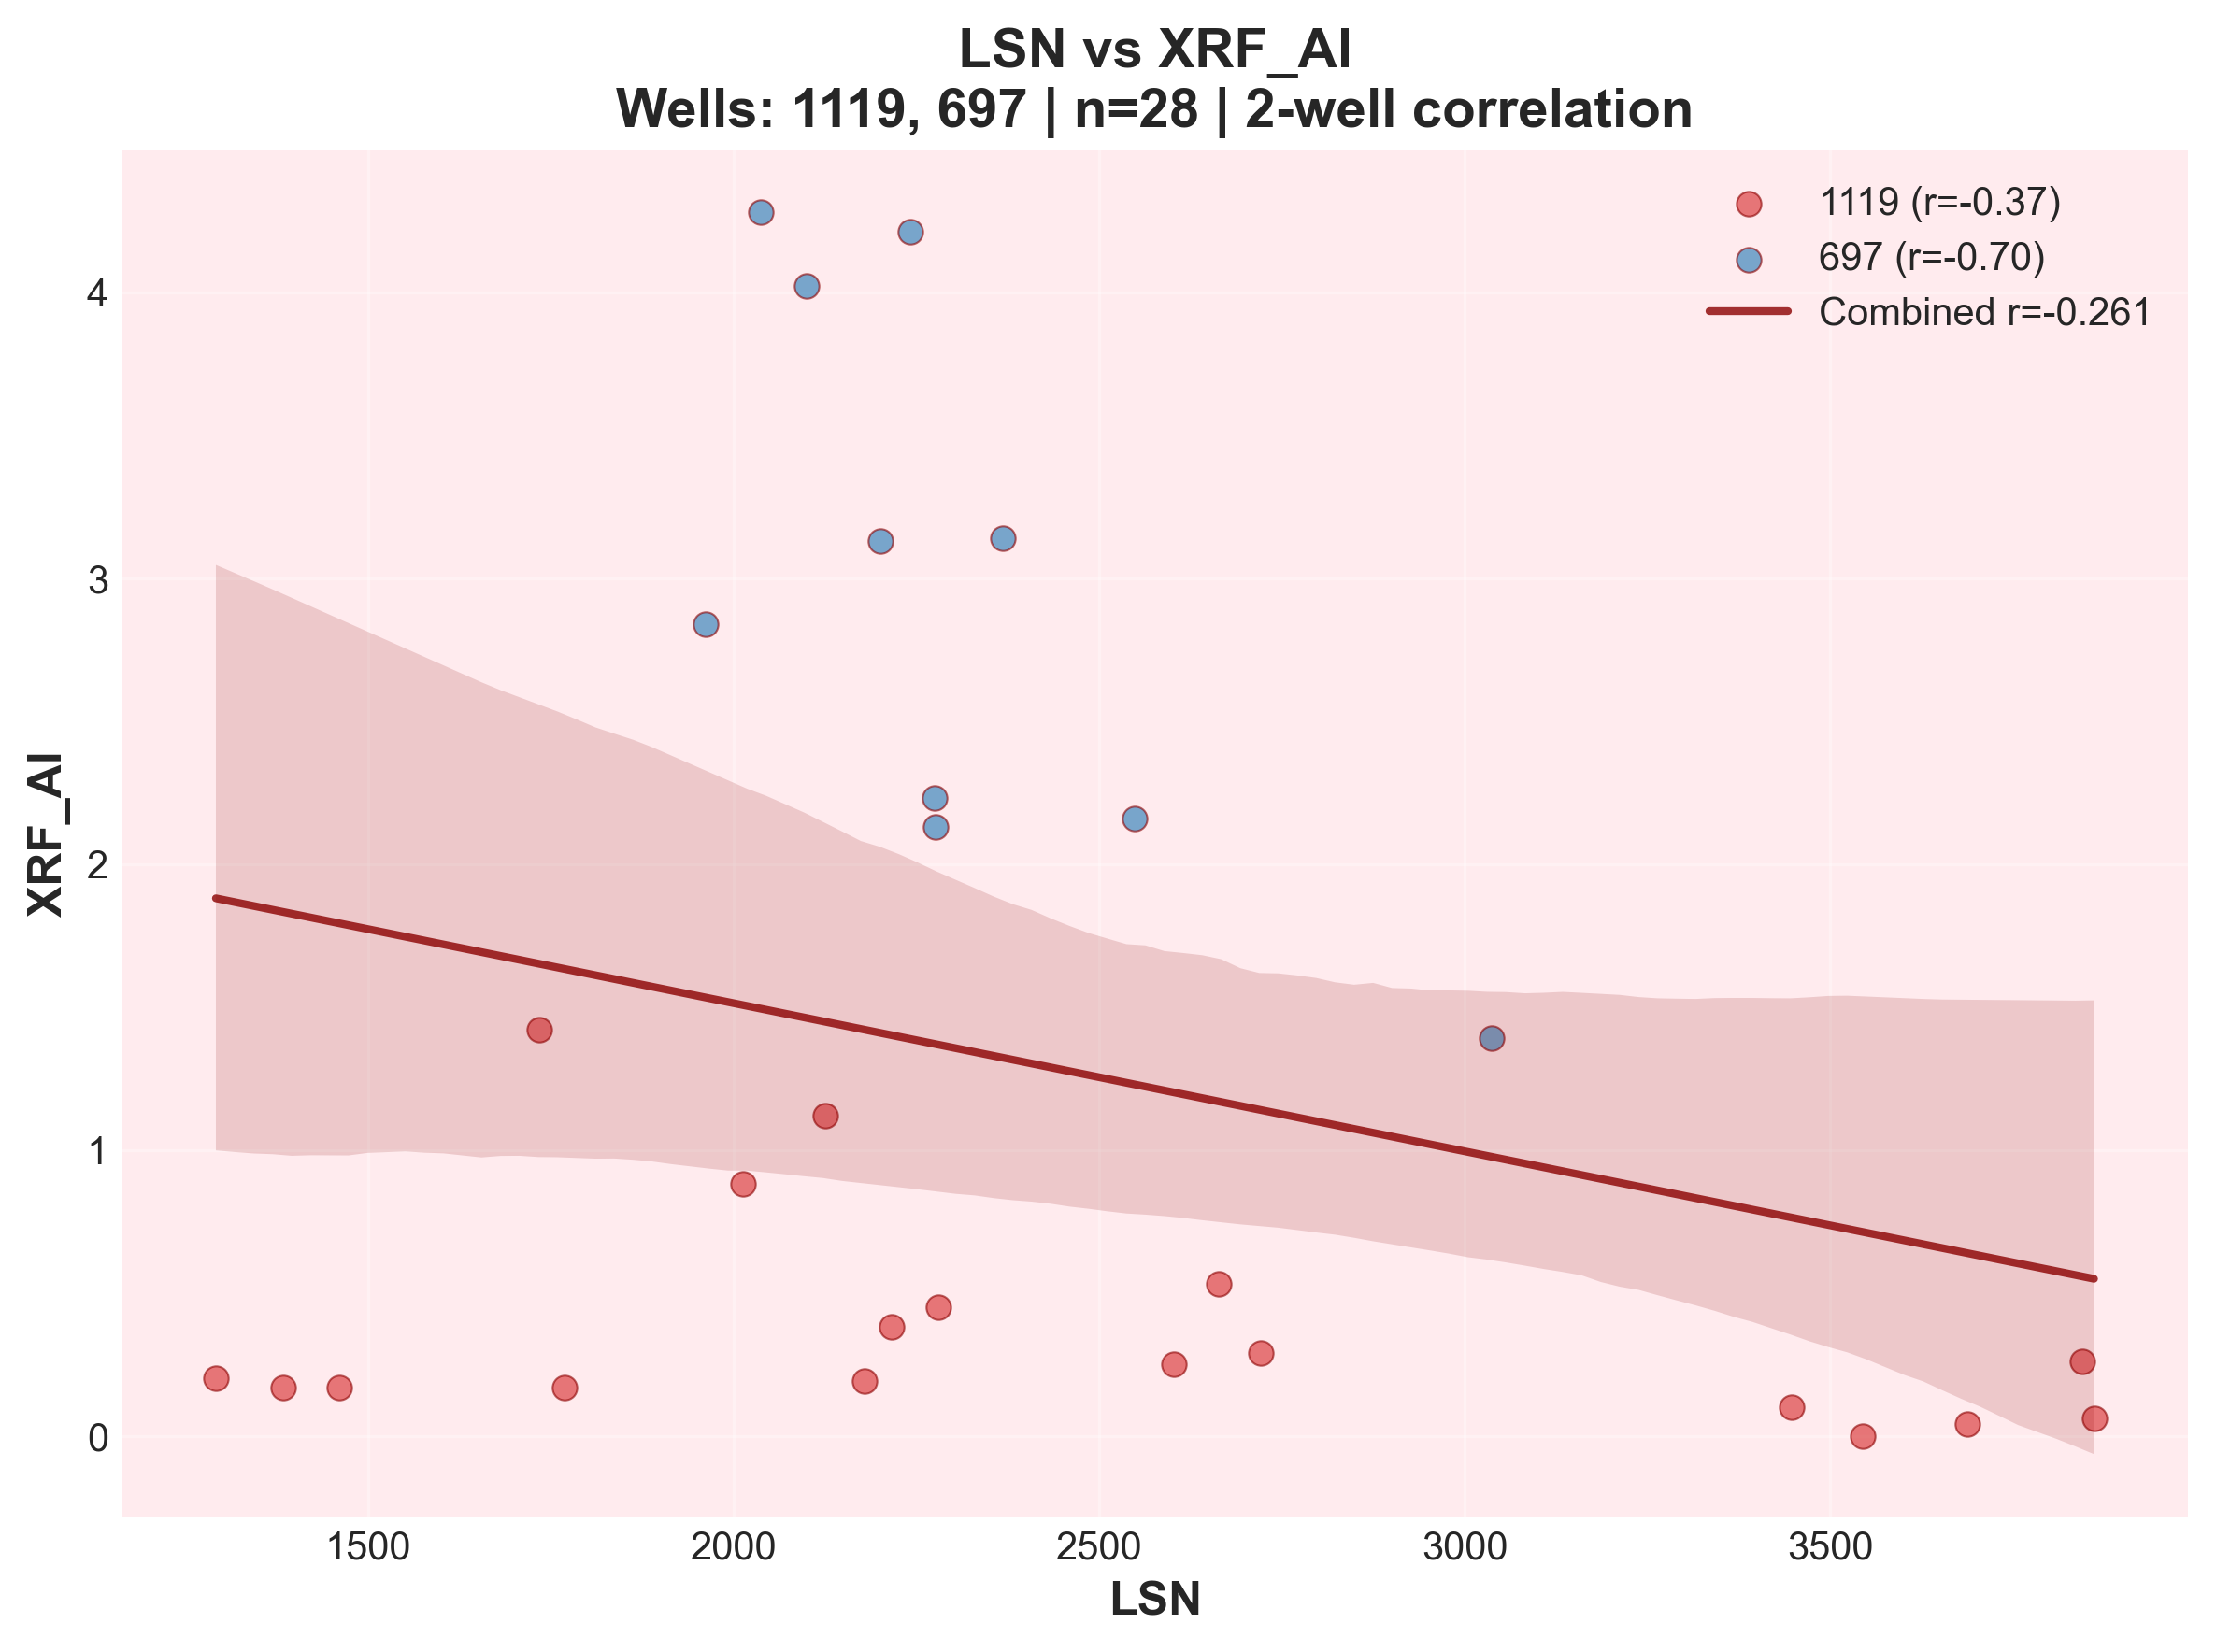 LSN vs XRF_Al
Wells: 1119, 697 | n=28 | 2-well correlation
1119 (r=-0.37)
697 (r=-0.70)
Combined r=-0.261
XRF_Al
4
3
2
1
0
1500
2000
2500
3000
3500
LSN